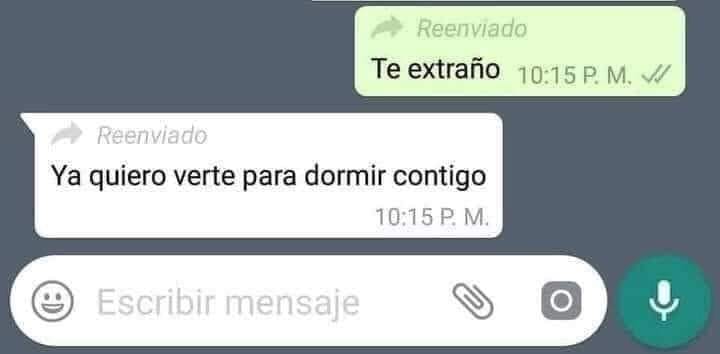 Reenviado
Te extraño 10:15 P. M.
Reenviado
Ya quiero verte para dormir contigo
10:15 P. M.
Escribir mensaje